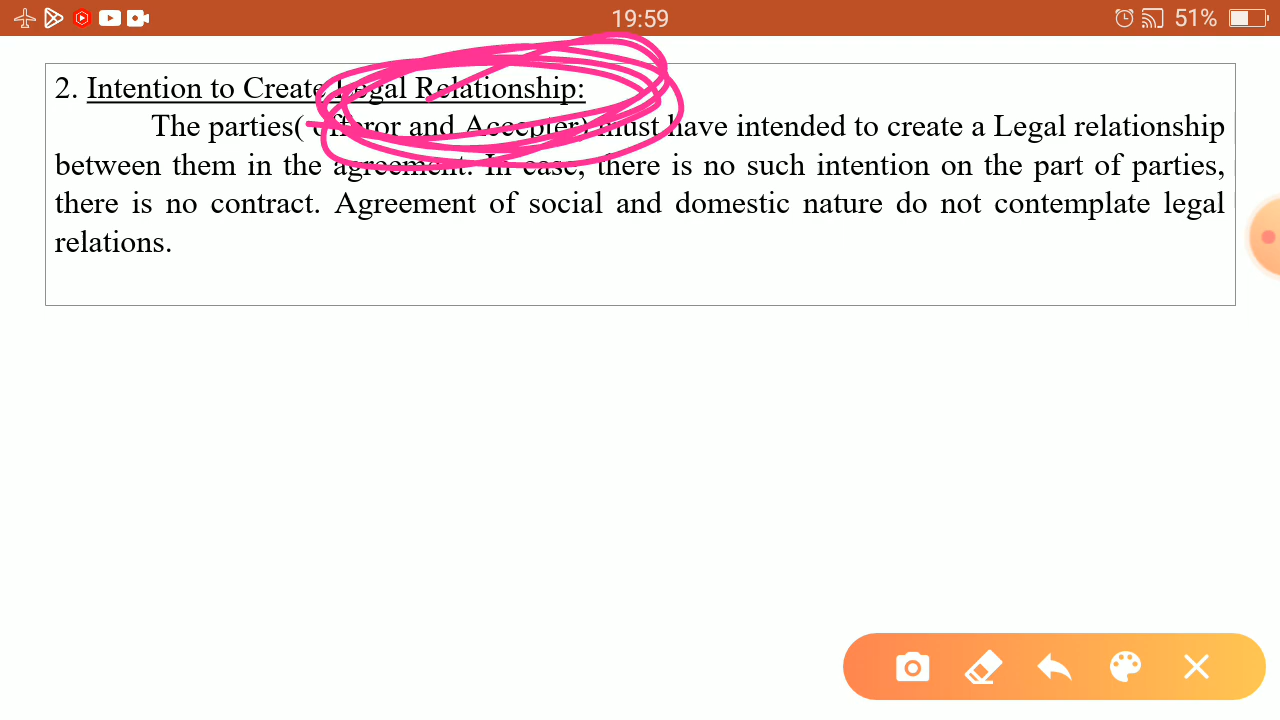 19:59
51%
2. Intention to Create Legal Relationship:
The parties( offeror and Accepter) must have intended to create a Legal relationship
between them in the agreement. In case, there is no such intention on the part of parties,
there is no contract. Agreement of social and domestic nature do not contemplate legal
relations.